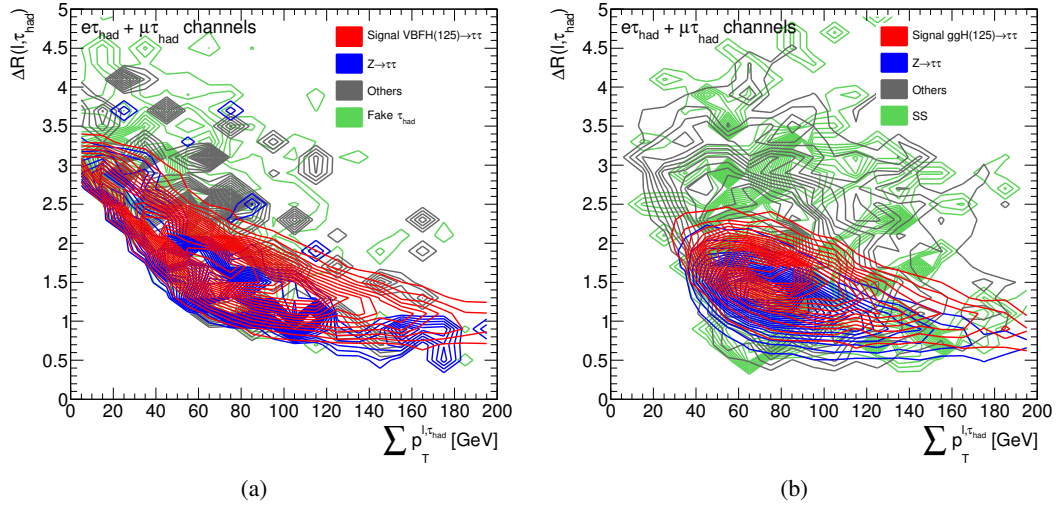 eτhad + μτhad channels
Signal VBFH(125)→ττ
Z→ττ
Others
Fake τhad
ΔR(l,τhad)
5
4.5
4
3.5
3
2.5
2
1.5
1
0.5
0
0 20 40 60 80 100 120 140 160 180 200
∑ pT^l,τhad [GeV]
(a)
eτhad + μτhad channels
Signal ggH(125)→ττ
Z→ττ
Others
SS
ΔR(l,τhad)
5
4.5
4
3.5
3
2.5
2
1.5
1
0.5
0
0 20 40 60 80 100 120 140 160 180 200
∑ pT^l,τhad [GeV]
(b)